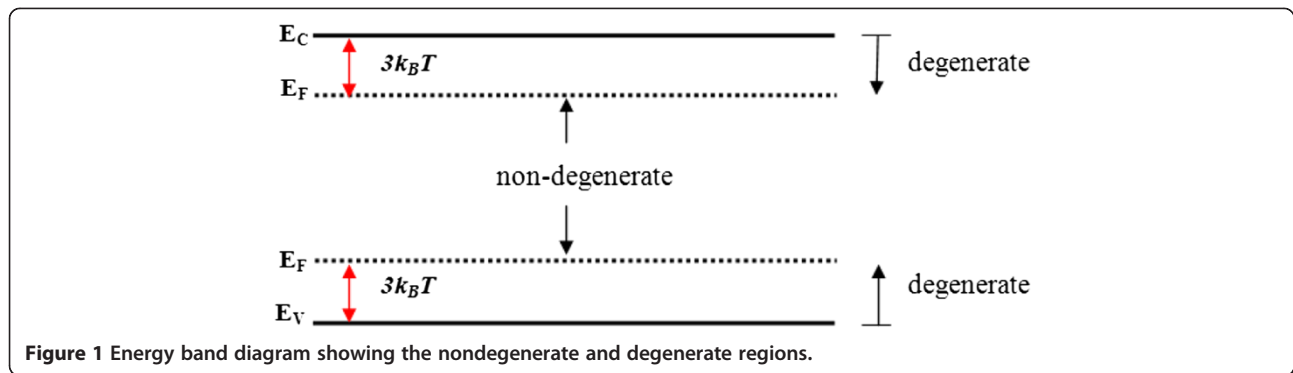 E_C
3k_BT
degenerate
E_F
non-degenerate
E_F
3k_BT
degenerate
E_V
Figure 1 Energy band diagram showing the nondegenerate and degenerate regions.